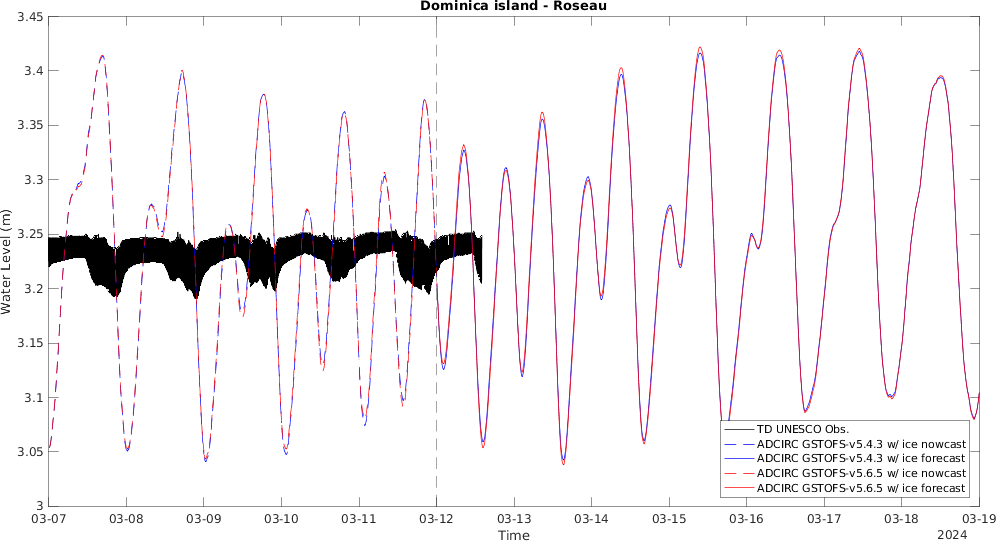 Dominica island - Roseau
Water Level (m)
3.45
3.4
3.35
3.3
3.25
3.2
3.15
3.1
3.05
3
TD UNESCO Obs.
ADCIRC GSTOFS-v5.4.3 w/ ice nowcast
ADCIRC GSTOFS-v5.4.3 w/ ice forecast
ADCIRC GSTOFS-v5.6.5 w/ ice nowcast
ADCIRC GSTOFS-v5.6.5 w/ ice forecast
03-07 03-08 03-09 03-10 03-11 03-12 03-13 03-14 03-15 03-16 03-17 03-18 03-19
Time
2024